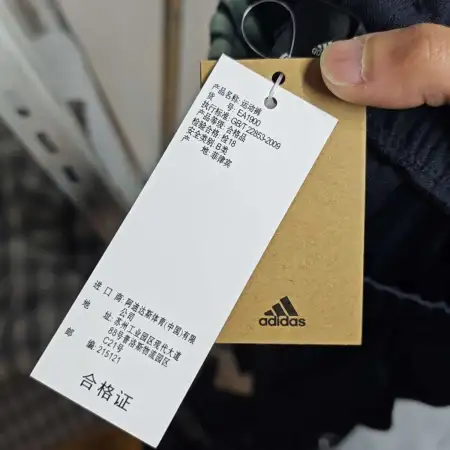 产品名称: 运动裤
货 号: EA1900
执行标准: GB/T 22853-2009
产品等级: 合格品
检验合格: 检18
安全类别: B类
产 地: 菲律宾
进 口 商: 阿迪达斯体育(中国)有限
公司
地 址: 苏州工业园区现代大道
88号普洛斯物流园区
C21号
邮 编: 215121
合格证
adidas